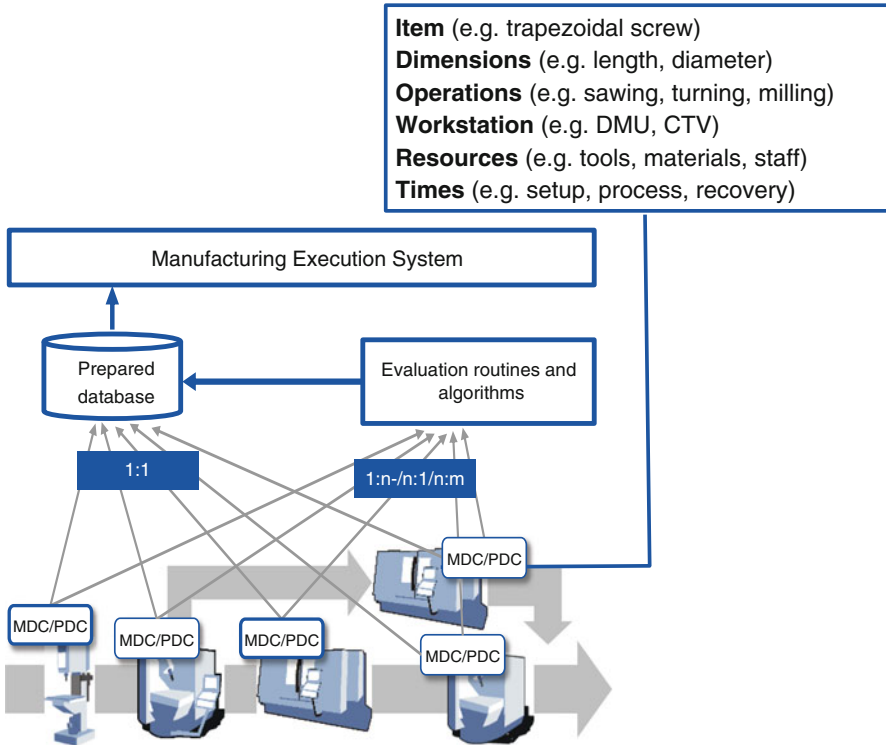 Item (e.g. trapezoidal screw)
Dimensions (e.g. length, diameter)
Operations (e.g. sawing, turning, milling)
Workstation (e.g. DMU, CTV)
Resources (e.g. tools, materials, staff)
Times (e.g. setup, process, recovery)
Manufacturing Execution System
Prepared
database
Evaluation routines and
algorithms
1:1
1:n-/n:1/n:m
MDC/PDC
MDC/PDC
MDC/PDC
MDC/PDC
MDC/PDC